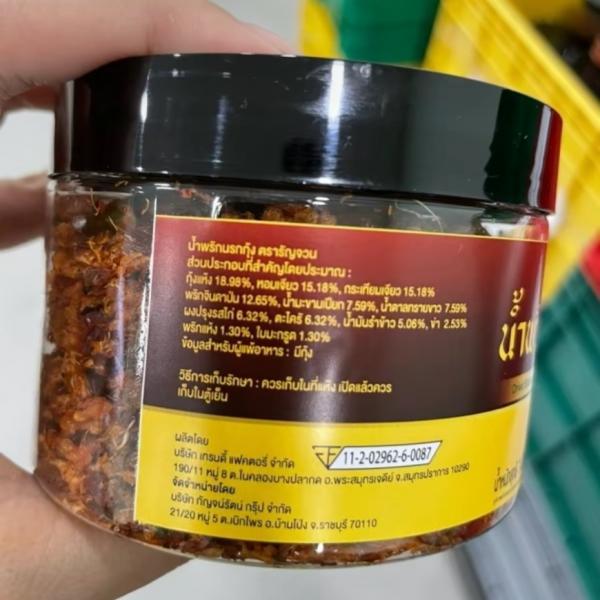 น้ำพริกนรกกุ้ง ตราธัญจวน
ส่วนประกอบที่สำคัญโดยประมาณ :
กุ้งแห้ง 18.98%, หอมเจียว 15.18%, กระเทียมเจียว 15.18%
พริกจินดามัน 12.65%, น้ำมะขามเปียก 7.59%, น้ำตาลทรายขาว 7.59%
ผงปรุงรสไก่ 6.32%, ตะไคร้ 6.32%, น้ำมันรำข้าว 5.06%, ข่า 2.53%
พริกแห้ง 1.30%, ใบมะกรูด 1.30%
ข้อมูลสำหรับผู้แพ้อาหาร : มีกุ้ง
วิธีการเก็บรักษา : ควรเก็บในที่แห้ง เปิดแล้วควร
เก็บในตู้เย็น
ผลิตโดย
บริษัท เทรนดี้ แฟคตอรี่ จำกัด
11-2-02962-6-0087
190/11 หมู่ 8 ต.ในคลองบางปลากด อ.พระสมุทรเจดีย์ จ.สมุทรปราการ 10290
จัดจำหน่ายโดย
บริษัท กัญจน์รัตน์ กรุ๊ป จำกัด
21/20 หมู่ 5 ต.เบิกไพร อ.บ้านโป่ง จ.ราชบุรี 70110